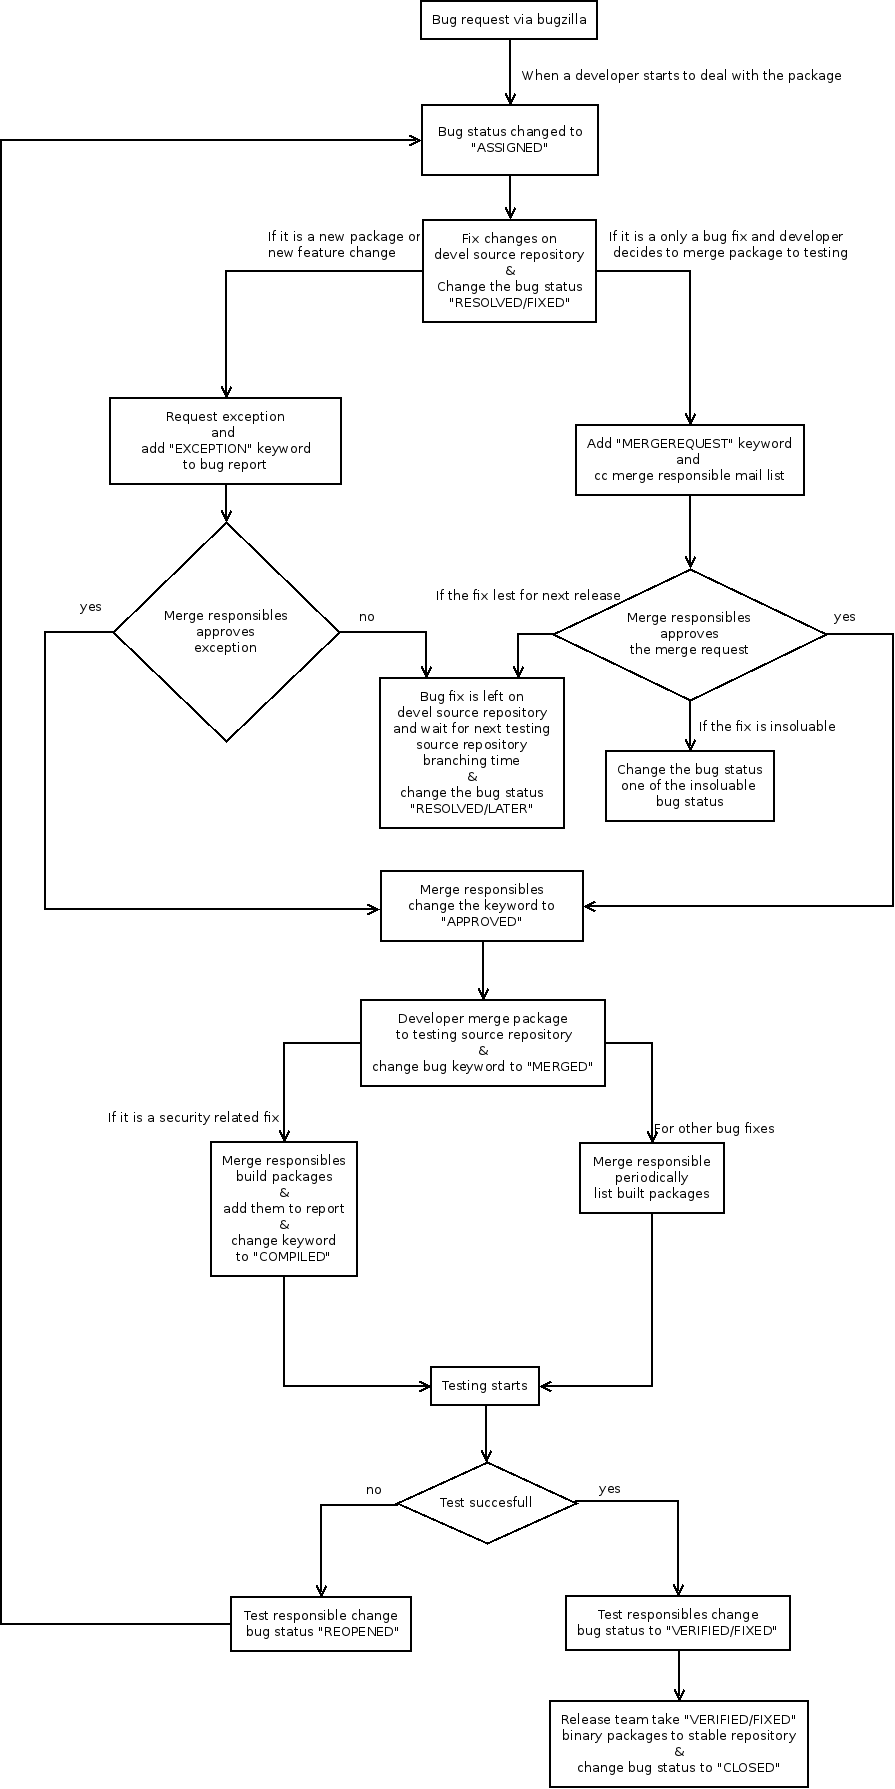 Bug request via bugzilla
When a developer starts to deal with the package
Bug status changed to
"ASSIGNED"
If it is a new package or
new feature change
Fix changes on
devel source repository
&
Change the bug status
"RESOLVED/FIXED"
If it is a only a bug fix and developer
decides to merge package to testing
Request exception
and
add "EXCEPTION" keyword
to bug report
Add "MERGEREQUEST" keyword
and
cc merge responsible mail list
yes
Merge responsibles
approves
exception
no
If the fix lest for next release
Merge responsibles
approves
the merge request
yes
Bug fix is left on
devel source repository
and wait for next testing
source repository
branching time
&
change the bug status
"RESOLVED/LATER"
If the fix is insoluable
Change the bug status
one of the insoluable
bug status
Merge responsibles
change the keyword to
"APPROVED"
Developer merge package
to testing source repository
&
change bug keyword to "MERGED"
If it is a security related fix
For other bug fixes
Merge responsibles
build packages
&
add them to report
&
change keyword
to "COMPILED"
Merge responsible
periodically
list built packages
Testing starts
no
Test succesfull
yes
Test responsible change
bug status "REOPENED"
Test responsibles change
bug status to "VERIFIED/FIXED"
Release team take "VERIFIED/FIXED"
binary packages to stable repository
&
change bug status to "CLOSED"